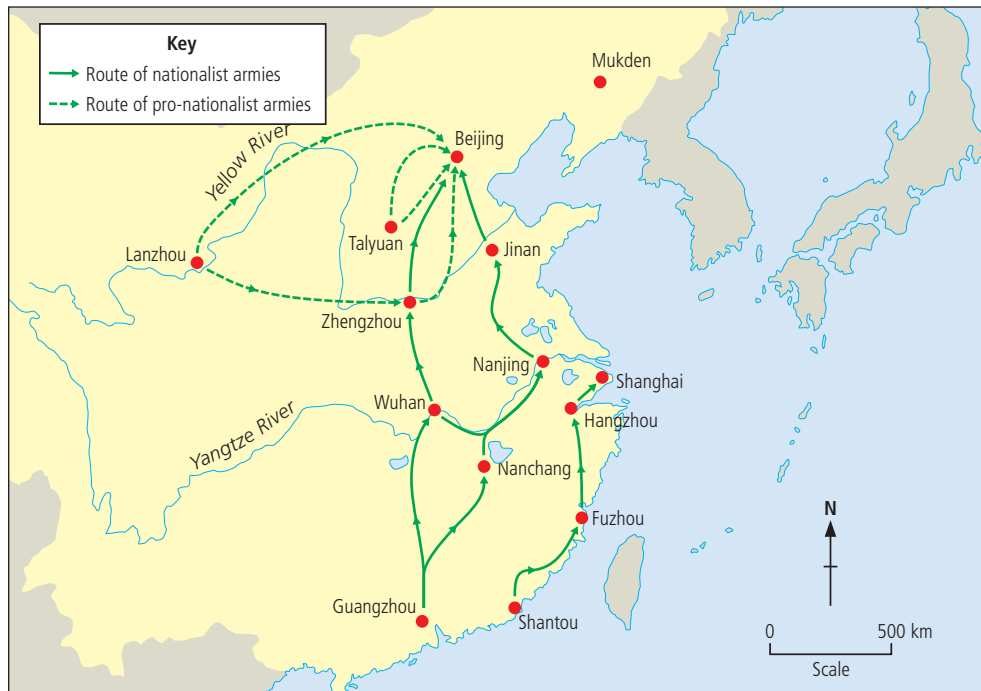 Key
Route of nationalist armies
Route of pro-nationalist armies
Mukden
Beijing
Yellow River
Talyuan
Jinan
Lanzhou
Zhengzhou
Nanjing
Shanghai
Wuhan
Hangzhou
Yangtze River
Nanchang
N
Fuzhou
Guangzhou
Shantou
0 500 km
Scale